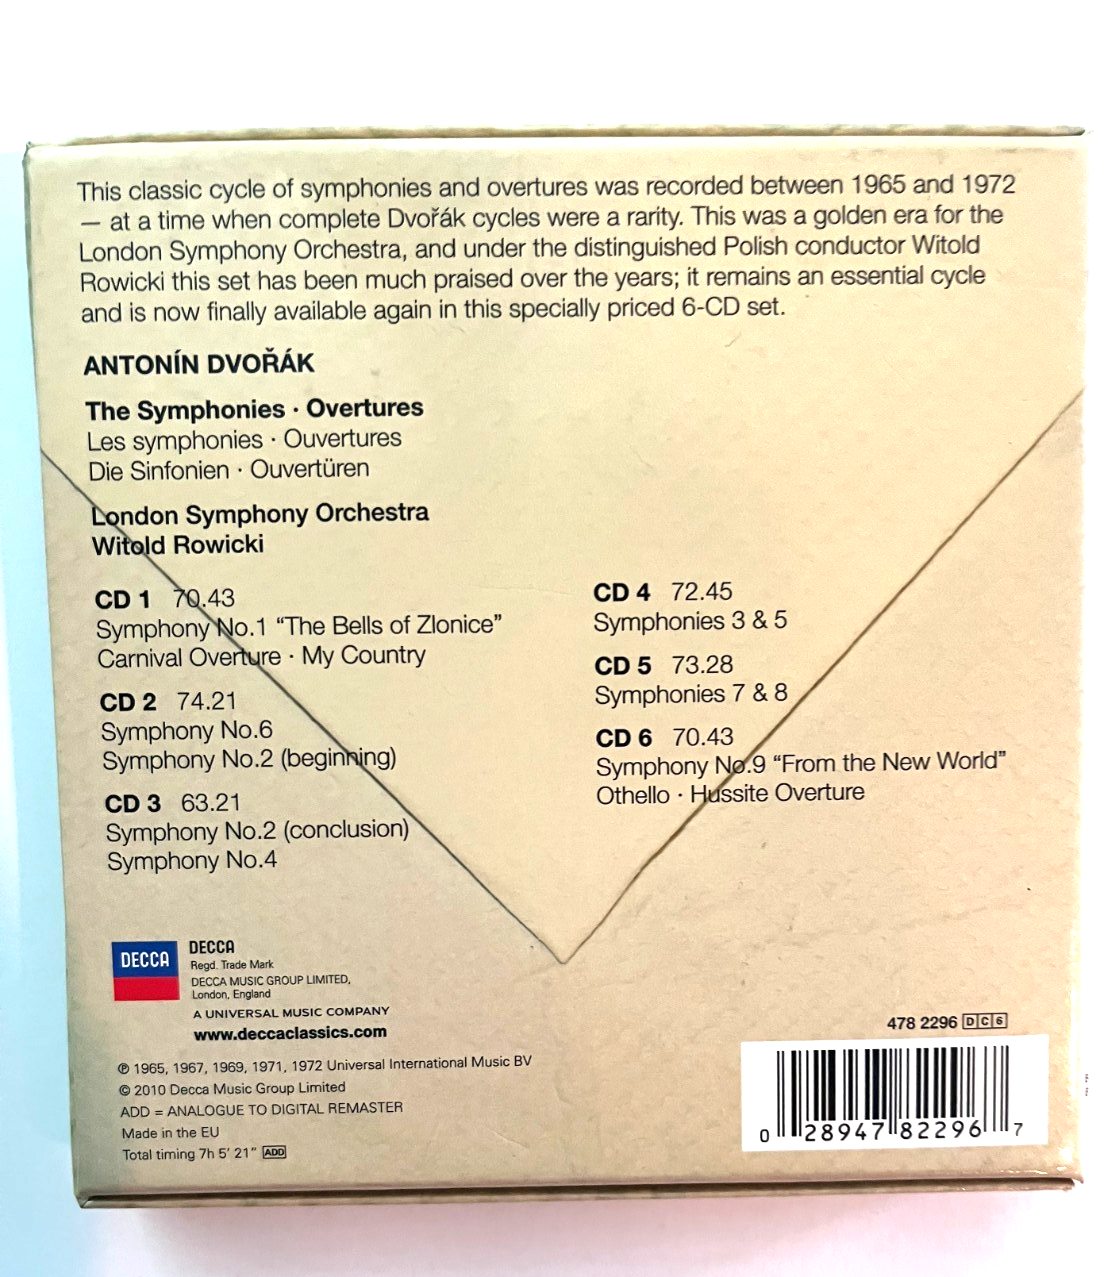 This classic cycle of symphonies and overtures was recorded between 1965 and 1972
— at a time when complete Dvořák cycles were a rarity. This was a golden era for the
London Symphony Orchestra, and under the distinguished Polish conductor Witold
Rowicki this set has been much praised over the years; it remains an essential cycle
and is now finally available again in this specially priced 6-CD set.
ANTONÍN DVOŘÁK
The Symphonies · Overtures
Les symphonies · Ouvertures
Die Sinfonien · Ouvertüren
London Symphony Orchestra
Witold Rowicki
CD 1 70.43
Symphony No.1 “The Bells of Zlonice”
Carnival Overture · My Country
CD 2 74.21
Symphony No.6
Symphony No.2 (beginning)
CD 3 63.21
Symphony No.2 (conclusion)
Symphony No.4
CD 4 72.45
Symphonies 3 & 5
CD 5 73.28
Symphonies 7 & 8
CD 6 70.43
Symphony No.9 “From the New World”
Othello · Hussite Overture
DECCA
DECCA
Regd. Trade Mark
DECCA MUSIC GROUP LIMITED,
London, England
A UNIVERSAL MUSIC COMPANY
www.deccaclassics.com
℗ 1965, 1967, 1969, 1971, 1972 Universal International Music BV
© 2010 Decca Music Group Limited
ADD = ANALOGUE TO DIGITAL REMASTER
Made in the EU
Total timing 7h 5’ 21” ADD
478 2296 DC6
0 28947 82296 7